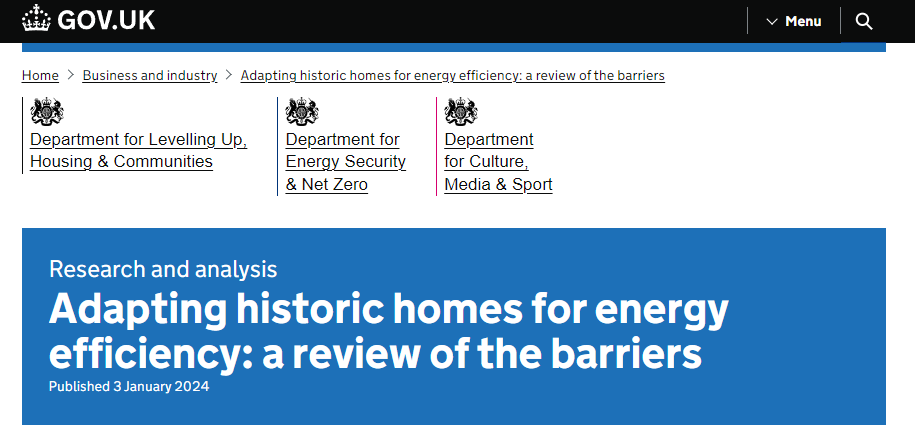 GOV.UK
Menu
Home > Business and industry > Adapting historic homes for energy efficiency: a review of the barriers
Department for Levelling Up,
Housing & Communities
Department for
Energy Security
& Net Zero
Department
for Culture,
Media & Sport
Research and analysis
Adapting historic homes for energy
efficiency: a review of the barriers
Published 3 January 2024